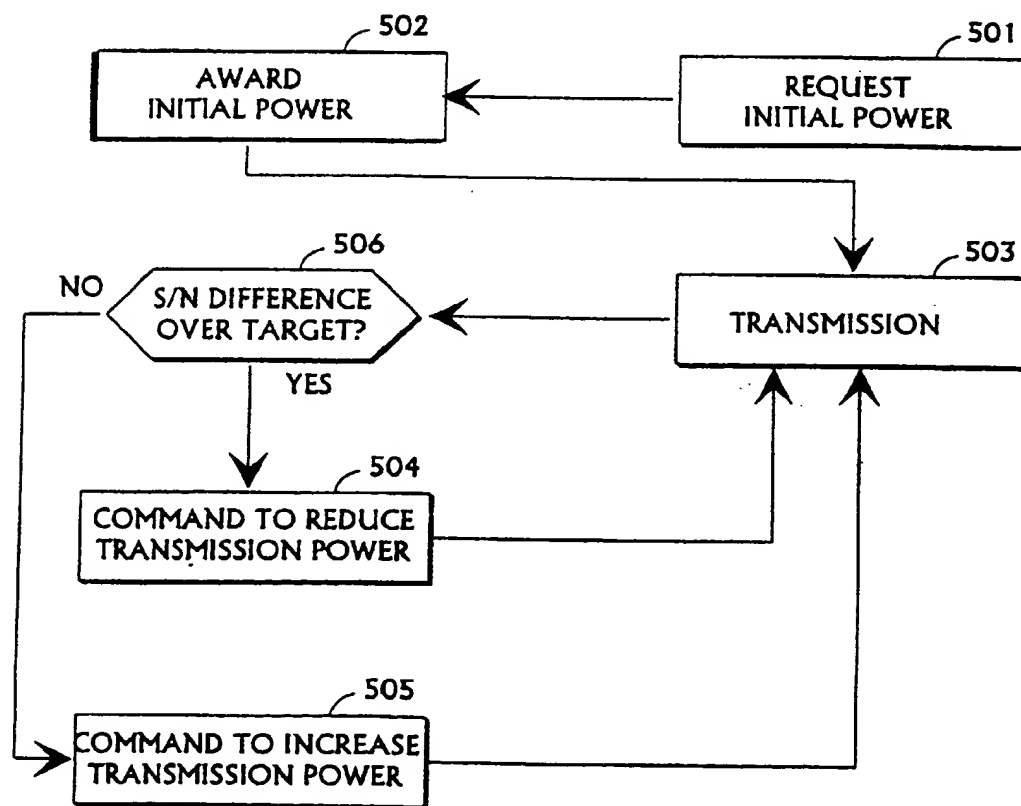 502
AWARD
INITIAL POWER
501
REQUEST
INITIAL POWER
506
NO
S/N DIFFERENCE
OVER TARGET?
YES
503
TRANSMISSION
504
COMMAND TO REDUCE
TRANSMISSION POWER
505
COMMAND TO INCREASE
TRANSMISSION POWER